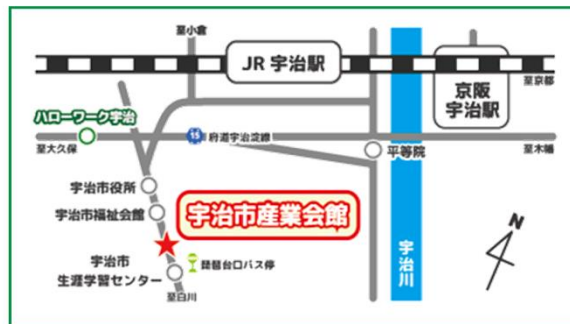 至小倉
JR 宇治駅
京阪
宇治駅
至京都
ハローワーク宇治
15
府道宇治淀線
至大久保
平等院
至木幡
宇治市役所
宇治市福祉会館
宇治市産業会館
宇治市
生涯学習センター
琵琶台口バス停
至白川
宇治川
N